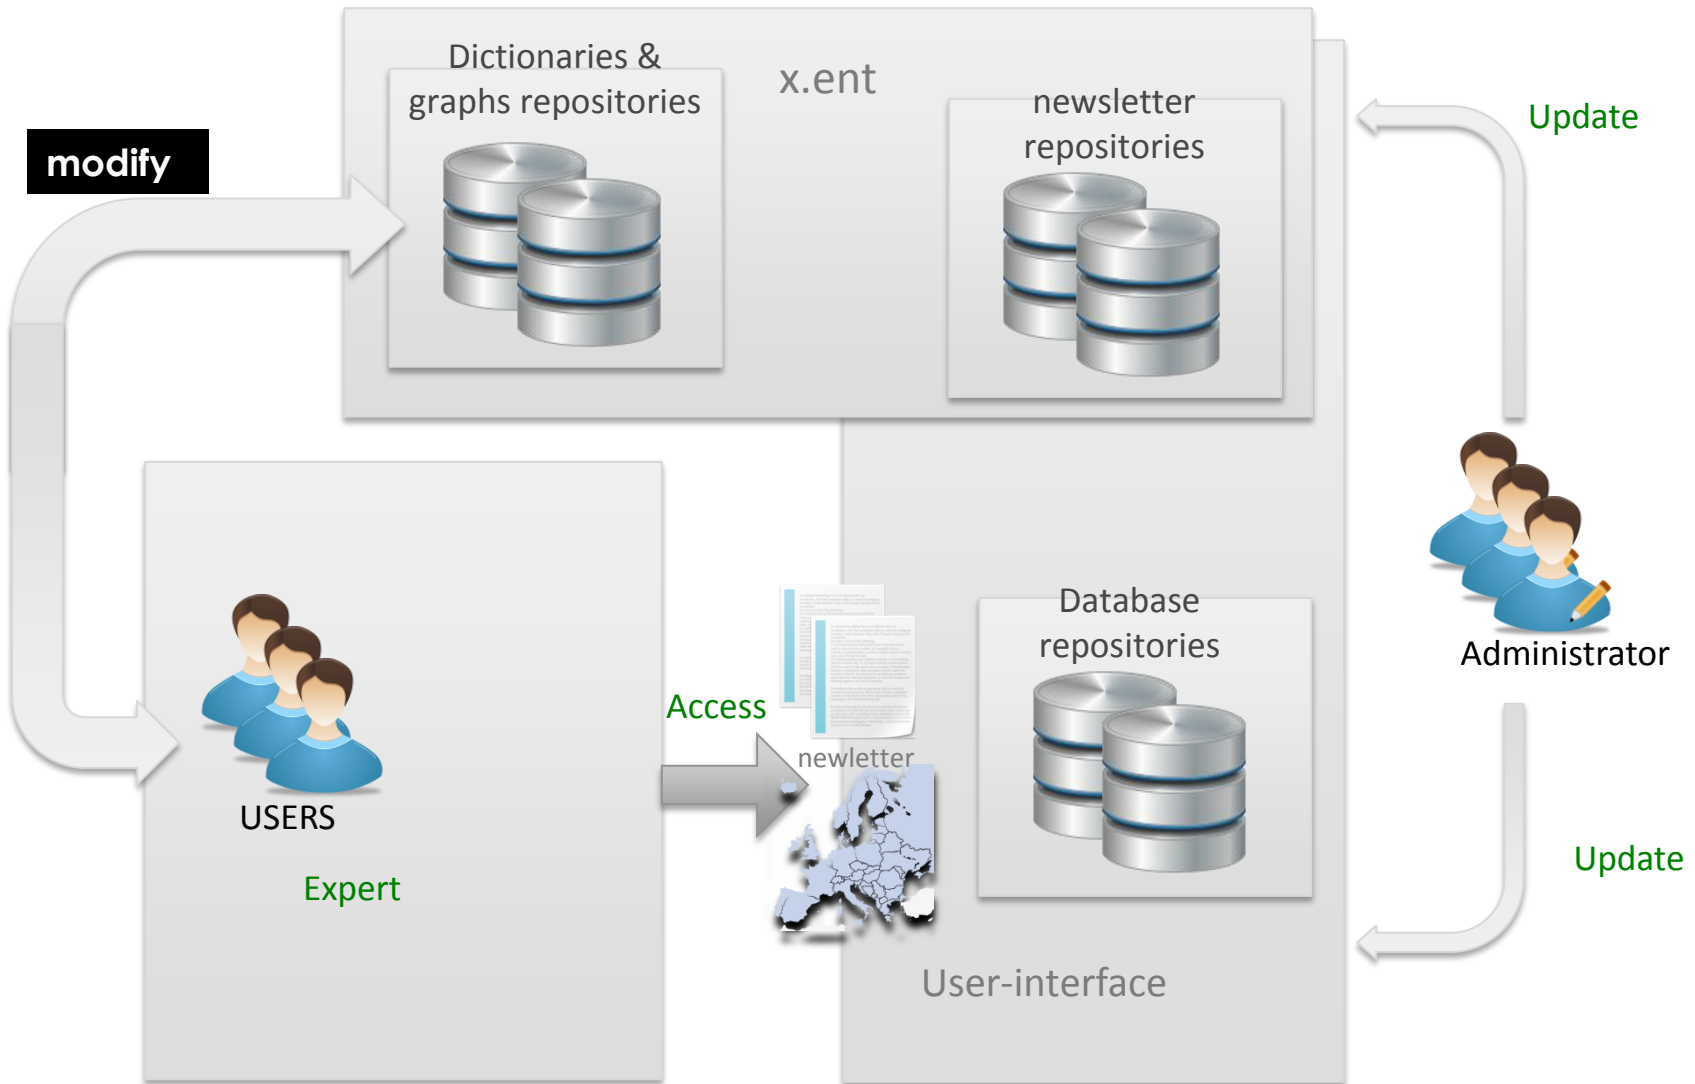 Dictionaries &
graphs repositories
x.ent
newsletter
repositories
Update
modify
Database
repositories
Administrator
Access
newletter
USERS
Expert
Update
User-interface